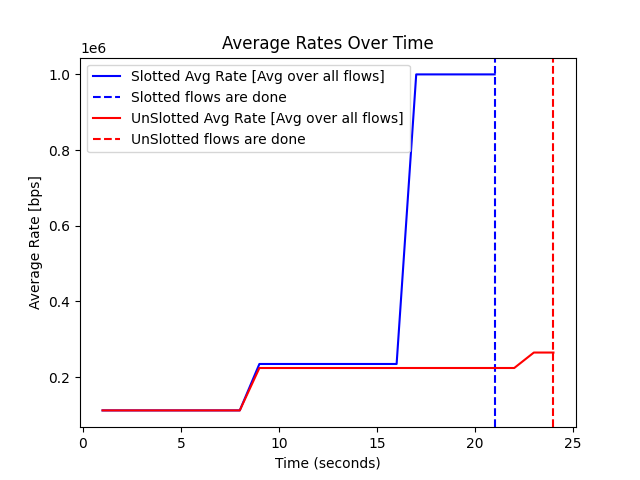 Average Rates Over Time
1e6
Slotted Avg Rate [Avg over all flows]
Slotted flows are done
UnSlotted Avg Rate [Avg over all flows]
UnSlotted flows are done
1.0
0.8
0.6
0.4
0.2
Average Rate [bps]
0
5
10
15
20
25
Time (seconds)